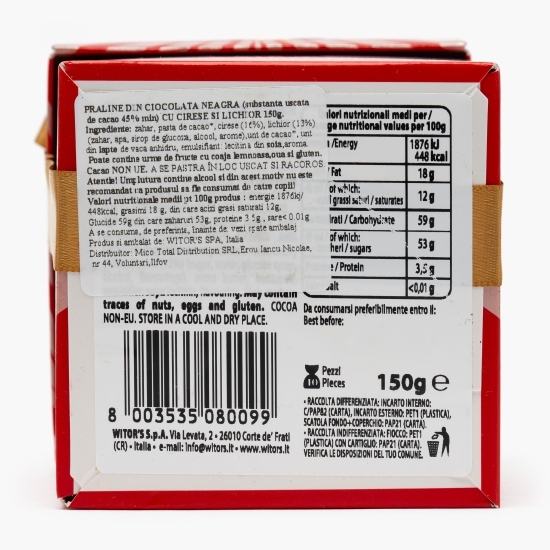 PRALINE DIN CIOCOLATA NEAGRA (substanta uscata
de cacao 45% min) CU CIRESE SI LICHIOR 150g.
Ingrediente: zahar, pasta de cacao*, cirese (16%), lichior (13%)
(zahar, apa, sirop de glucoza, alcool, arome), unt de cacao*, unt
din lapte de vaca anhidru, emulsifiant: lecitina din soia, aroma.
Poate contine urme de fructe cu coaja lemnoasa, oua si gluten.
Cacao NON UE. A SE PASTRA ÎN LOC USCAT SI RACOROS.
Atentie! Umplutura contine alcool si din acest motiv nu este
recomandat ca produsul sa fie consumat de catre copii!
Valori nutritionale medii pt 100g produs : energie 1876kj/
448kcal, grasimi 18 g, din care acizi grasi saturati 12g,
Glucide 59g din care zaharuri 53g, proteine 3.5g, sare< 0.01g
A se consuma, de preferinta, inainte de: vezi spate ambalaj
Produs si ambalat de: WITOR'S SPA, Italia
Distribuitor: Mico Total Distribution SRL, Erou Iancu Nicolae,
nr 44, Voluntari, Ilfov
alori nutrizionali medi per /
ge nutritional values per 100g
/Energy 1876 kJ
448 kcal
Fat 18 g
of which:
grassi saturi / saturates 12 g
drati / Carbohydrate 59 g
of which:
heri / sugars 53 g
e / Protein 3,5 g
alt <0,01 g
flavouring. May contain
traces of nuts, eggs and gluten. COCOA
NON-EU. STORE IN A COOL AND DRY PLACE.
Da consumarsi preferibilmente entro il:
Best before:
10
Pezzi
Pieces
150g e
8 003535 080099
WITOR'S S.p.A. Via Levata, 2 • 26010 Corte de' Frati
(CR) • Italia • e-mail: info@witors.it • www.witors.it
• RACCOLTA DIFFERENZIATA: INCARTO INTERNO:
C/PAP82 (CARTA), INCARTO ESTERNO: PET1 (PLASTICA),
SCATOLA FONDO+COPERCHIO: PAP21 (CARTA).
• RACCOLTA INDIFFERENZIATA: FIOCCO: PET1
(PLASTICA) CON CARTIGLIO: PAP21 (CARTA).
VERIFICA LE DISPOSIZIONI DEL TUO COMUNE.